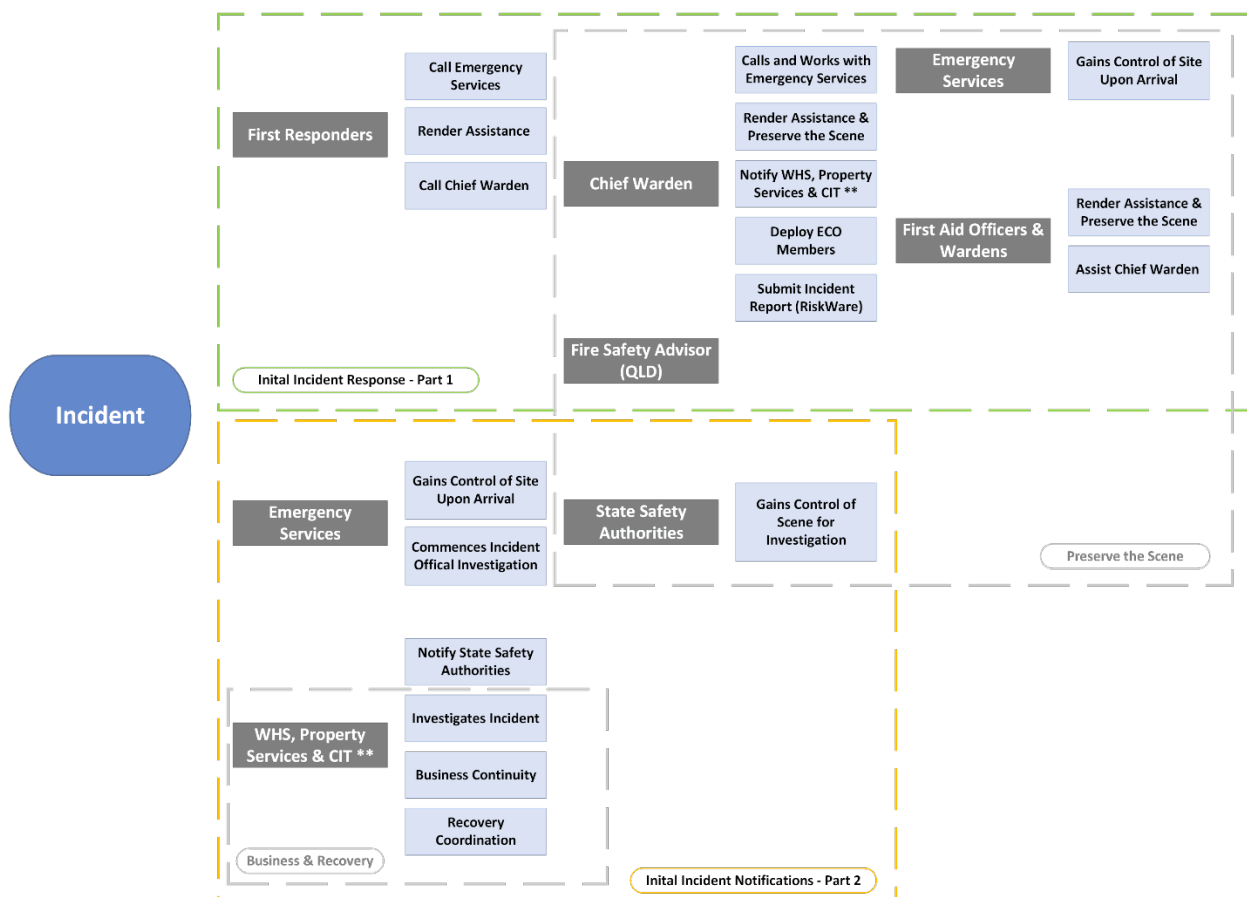 Incident
First Responders
Call Emergency
Services
Render Assistance
Call Chief Warden
Chief Warden
Calls and Works with
Emergency Services
Render Assistance &
Preserve the Scene
Notify WHS, Property
Services & CIT **
Deploy ECO
Members
Submit Incident
Report (RiskWare)
Emergency
Services
Gains Control of Site
Upon Arrival
First Aid Officers &
Wardens
Render Assistance &
Preserve the Scene
Assist Chief Warden
Fire Safety Advisor
(QLD)
Inital Incident Response - Part 1
Emergency
Services
Gains Control of Site
Upon Arrival
Commences Incident
Offical Investigation
State Safety
Authorities
Gains Control of
Scene for
Investigation
Preserve the Scene
WHS, Property
Services & CIT **
Notify State Safety
Authorities
Investigates Incident
Business Continuity
Recovery
Coordination
Business & Recovery
Inital Incident Notifications - Part 2